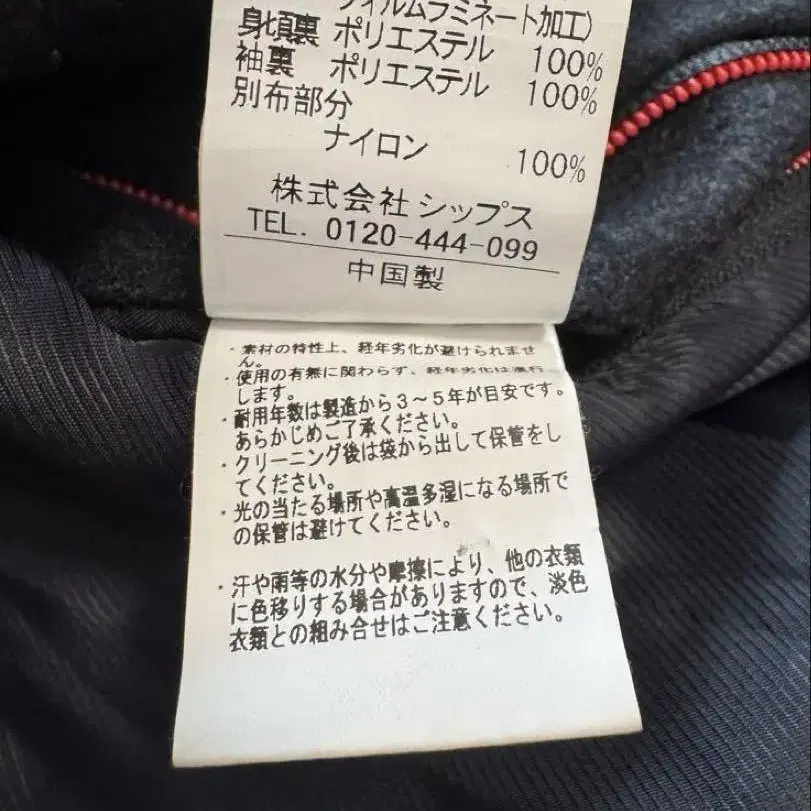 フィルムラミネート加工)
身頃裏 ポリエステル 100%
袖裏 ポリエステル 100%
別布部分
ナイロン 100%
株式会社 シップス
TEL. 0120-444-099
中国製
・素材の特性上、経年劣化が避けられませ
ん。
・使用の有無に関わらず、経年劣化は進行
します。
・耐用年数は製造から3～5年が目安です。
あらかじめご了承ください。
・クリーニング後は袋から出して保管をし
てください。
・光の当たる場所や高温多湿になる場所で
の保管は避けてください。
・汗や雨等の水分や摩擦により、他の衣類
に色移りする場合がありますので、淡色
衣類との組み合せはご注意ください。